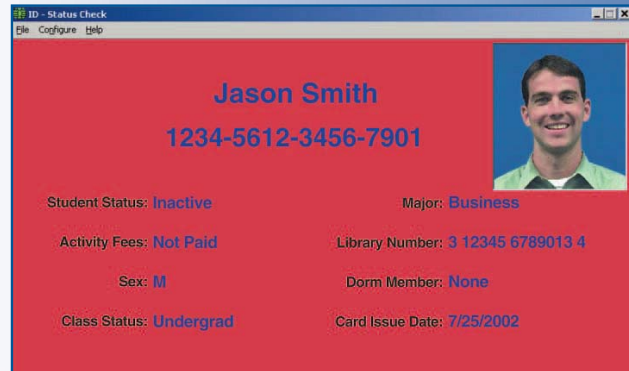 ID - Status Check
File Configure Help
Jason Smith
1234-5612-3456-7901
Student Status: Inactive
Major: Business
Activity Fees: Not Paid
Library Number: 3 12345 6789013 4
Sex: M
Dorm Member: None
Class Status: Undergrad
Card Issue Date: 7/25/2002